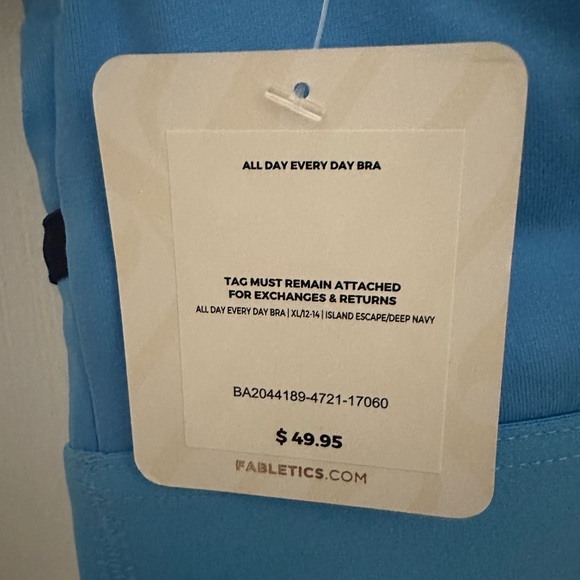 ALL DAY EVERY DAY BRA
TAG MUST REMAIN ATTACHED
FOR EXCHANGES & RETURNS
ALL DAY EVERY DAY BRA | XL/12-14 | ISLAND ESCAPE/DEEP NAVY
BA2044189-4721-17060
$ 49.95
FABLETICS.COM